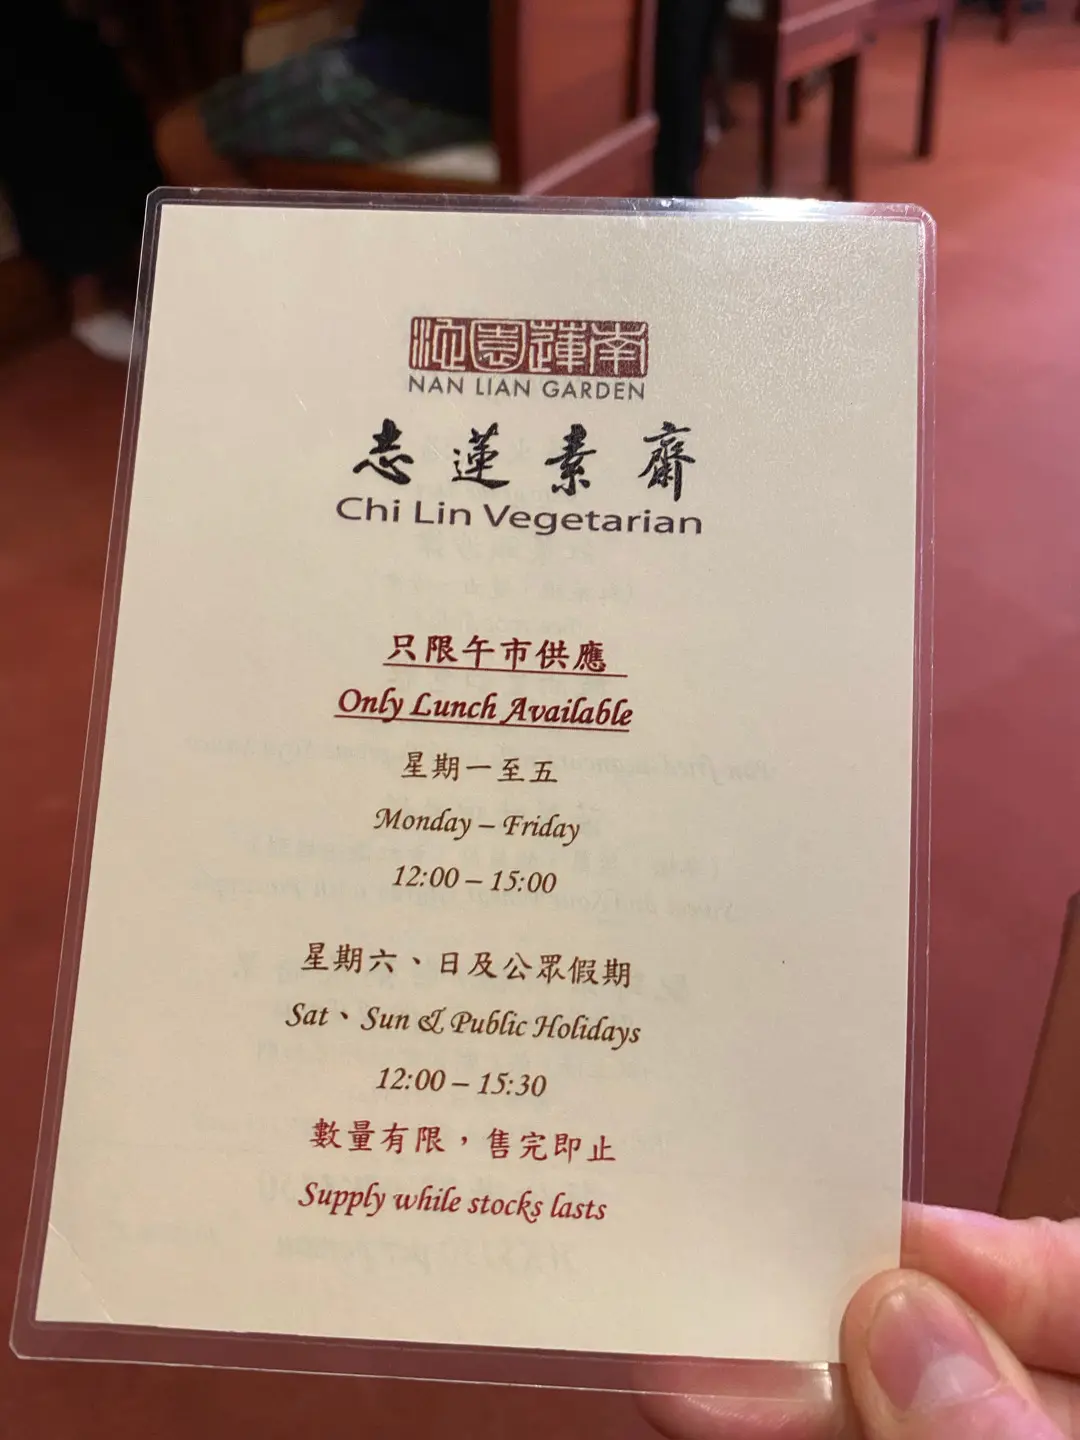 南蓮園池
NAN LIAN GARDEN
志蓮素齋
Chi Lin Vegetarian
只限午市供應
Only Lunch Available
星期一至五
Monday – Friday
12:00 – 15:00
星期六、日及公眾假期
Sat、Sun & Public Holidays
12:00 – 15:30
數量有限，售完即止
Supply while stocks lasts